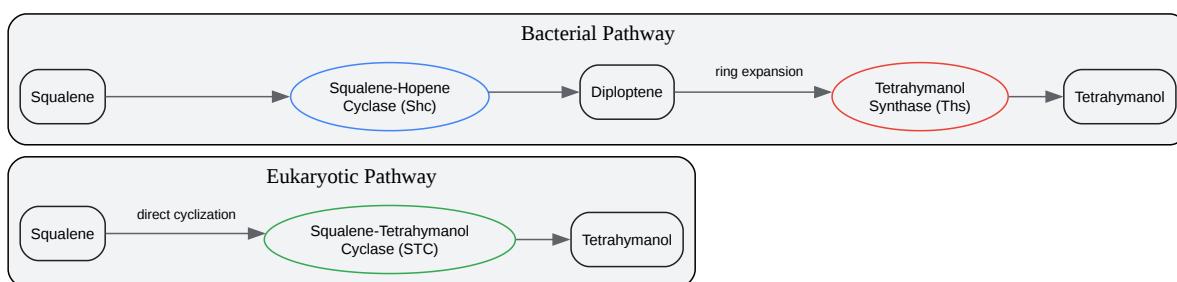 Bacterial Pathway
Squalene
Squalene-Hopene
Cyclase (Shc)
Diploptene
ring expansion
Tetrahymanol
Synthase (Ths)
Tetrahymanol
Eukaryotic Pathway
Squalene
direct cyclization
Squalene-Tetrahymanol
Cyclase (STC)
Tetrahymanol